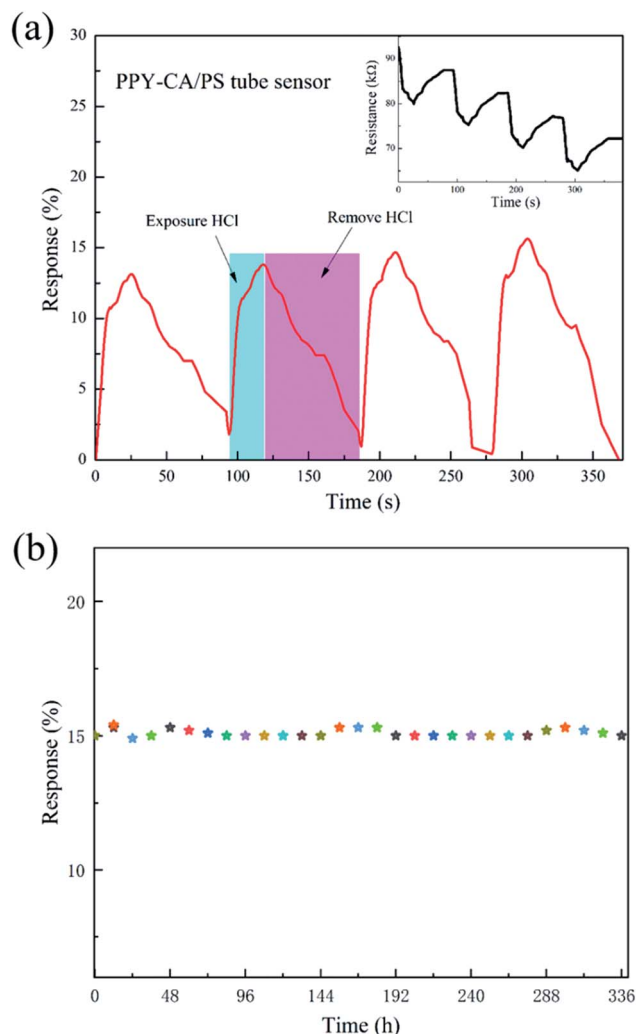 (a)
PPY-CA/PS tube sensor
Response (%)
30
25
20
15
10
5
0
Exposure HCl
Remove HCl
0 50 100 150 200 250 300 350
Time (s)
Resistance (kΩ)
90
80
70
0 100 200 300
Time (s)
(b)
Response (%)
20
15
10
0 48 96 144 192 240 288 336
Time (h)